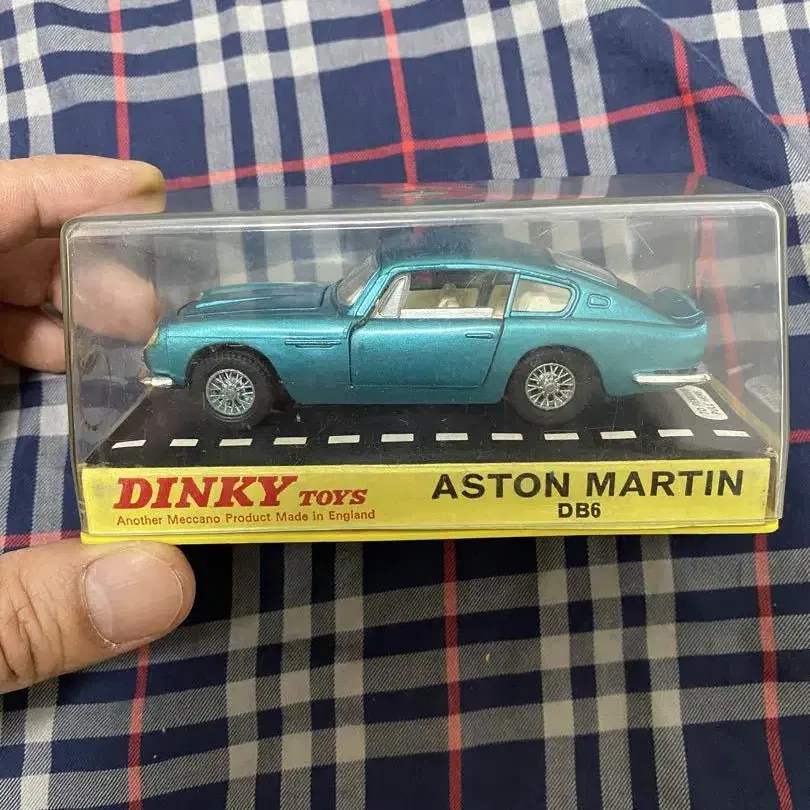 DINKY TOYS
Another Meccano Product Made in England
ASTON MARTIN
DB6